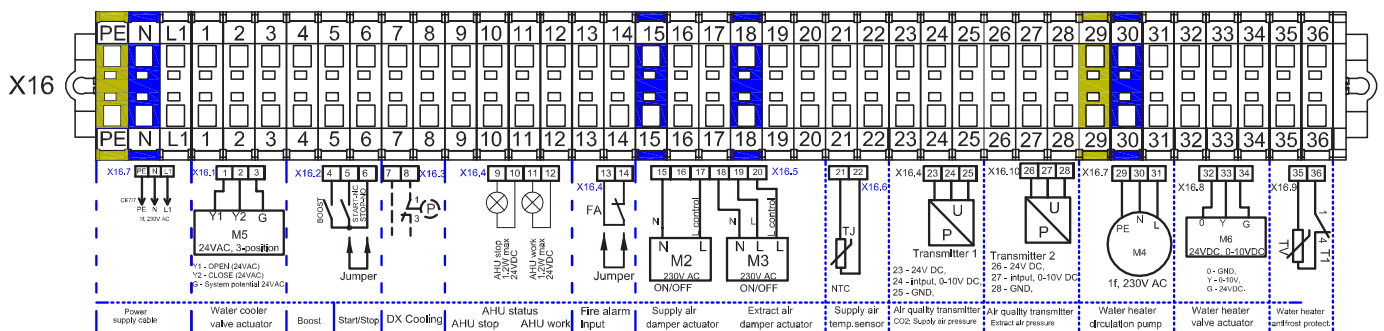 PE N L1 1 2 3 4 5 6 7 8 9 10 11 12 13 14 15 16 17 18 19 20 21 22 23 24 25 26 27 28 29 30 31 32 33 34 35 36
X16
PE N L1 1 2 3 4 5 6 7 8 9 10 11 12 13 14 15 16 17 18 19 20 21 22 23 24 25 26 27 28 29 30 31 32 33 34 35 36
X16.7
PE N L1
PE N L1
1f, 230V AC
Power
supply cable
X16.1
1 2 3
Y1 Y2 G
M5
24VAC, 3-position
Y1 - OPEN (24VAC)
Y2 - CLOSE (24VAC)
G - System potential 24VAC
Water cooler
valve actuator
X16.2
4 5 6
BOOST
START-NC
STOP-NO
Jumper
Boost
Start/Stop
7 8
X16.3
1
3
P
DX Cooling
X16.4
9 10 11 12
AHU stop
1,2W max
24VDC
AHU work
1,2W max
24VDC
AHU status
AHU stop AHU work
13 14
X16.4
FA
Jumper
Fire alarm
Input
15 16 17 18 19 20
X16.5
N
L control
N L
M2
230V AC
ON/OFF
Supply air
damper actuator
L control
N L
M3
230V AC
ON/OFF
Extract air
damper actuator
21 22
X16.6
TJ
NTC
Supply air
temp.sensor
X16.4
23 24 25
U
P
Transmitter 1
23 - 24V DC,
24 - intput, 0-10V DC
25 - GND,
Air quality transmitter
CO2; Supply air pressure
X16.10
26 27 28
U
P
Transmitter 2
26 - 24V DC,
27 - intput, 0-10V DC
28 - GND,
Air quality transmitter
Extract air pressure
X16.7
29 30 31
PE N L
M4
1f, 230V AC
Water heater
circulation pump
X16.8
32 33 34
0 Y G
M6
24VDC, 0-10VDC
0 - GND,
Y - 0-10V,
G - 24VDC.
Water heater
valve actuator
X16.9
35 36
TV
1
4
T1
Water heater
antifrost protect.